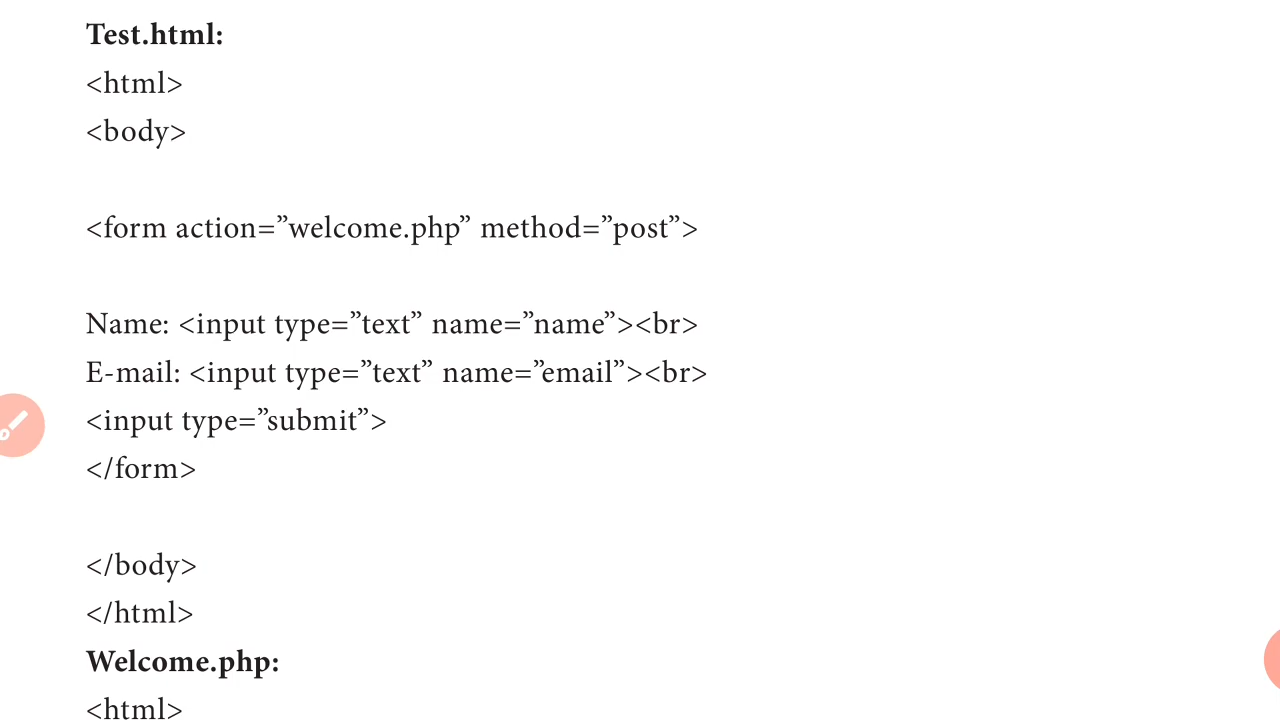 Test.html:
<html>
<body>
<form action=”welcome.php” method=”post”>
Name: <input type=”text” name=”name”><br>
E-mail: <input type=”text” name=”email”><br>
<input type=”submit”>
</form>
</body>
</html>
Welcome.php:
<html>